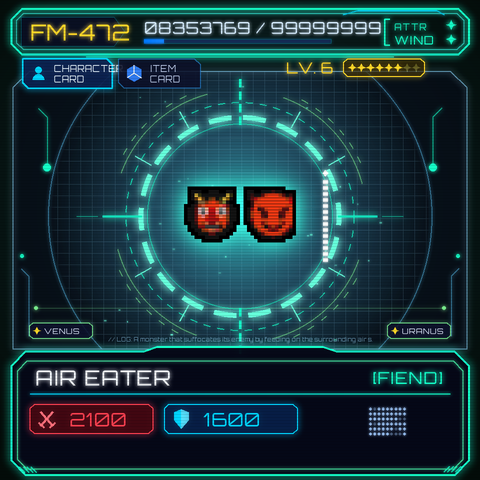 FM-472
08353769 / 99999999
ATTR
WIND
CHARACTER
CARD
ITEM
CARD
LV. 6
VENUS
URANUS
// LOG: A monster that suffocates its enemy by feeding on the surrounding air a
AIR EATER
[FIEND]
2100
1600